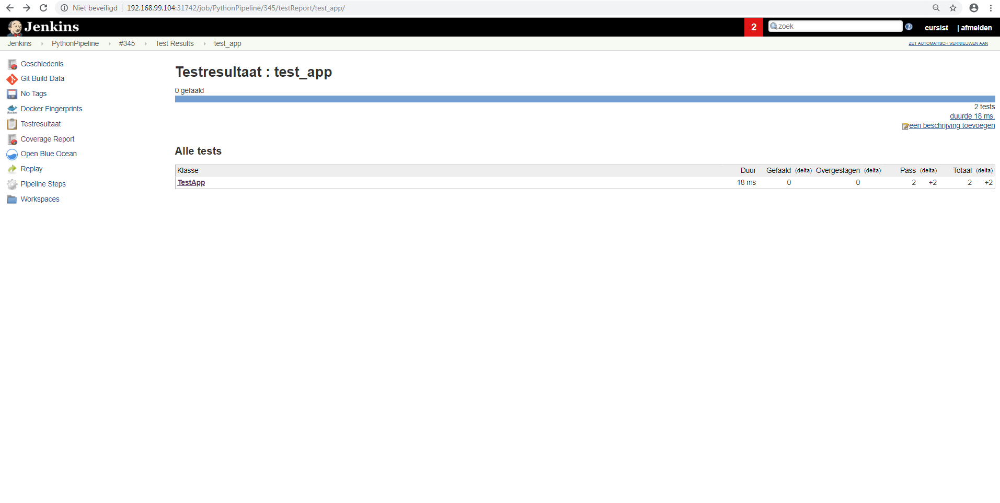 Niet beveiligd 192.168.99.104:31742/job/PythonPipeline/345/testReport/test_app/
Jenkins 2 zoek ? cursist | afmelden
Jenkins PythonPipeline #345 Test Results test_app ZET AUTOMATISCH VERNIEUWEN AAN
Geschiedenis
Git Build Data
No Tags
docker Docker Fingerprints
Testresultaat
Coverage Report
Open Blue Ocean
Replay
Pipeline Steps
Workspaces
Testresultaat : test_app
0 gefaald
2 tests
duurde 18 ms.
een beschrijving toevoegen
Alle tests
Klasse Duur Gefaald (delta) Overgeslagen (delta) Pass (delta) Totaal (delta)
TestApp 18 ms 0 0 2 +2 2 +2